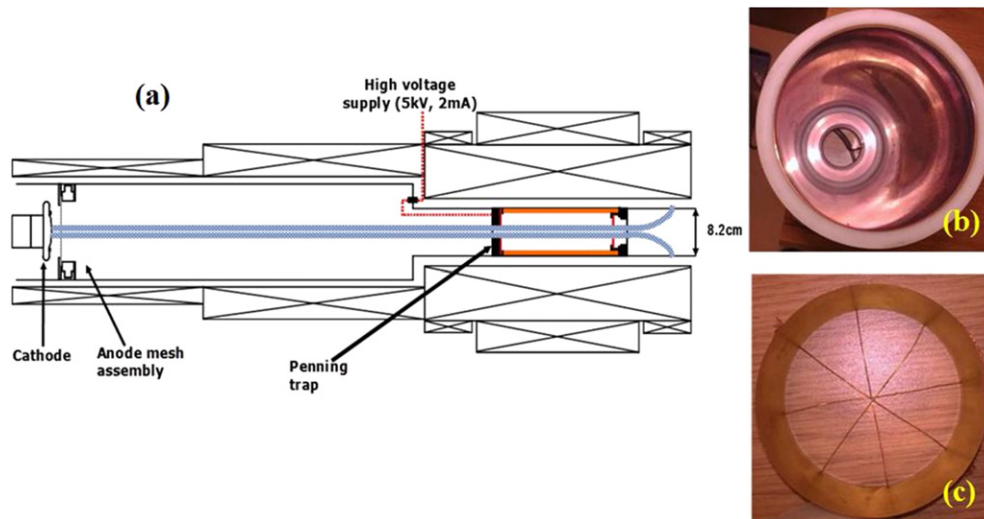 (a)
High voltage
supply (5kV, 2mA)
8.2cm
Cathode
Anode mesh
assembly
Penning
trap
(b)
(c)